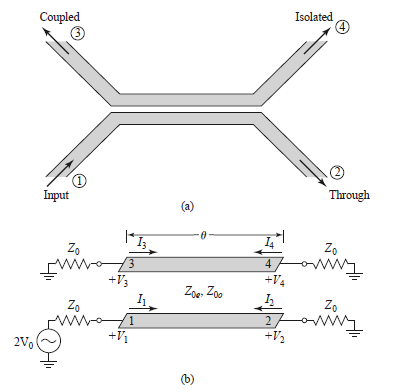 Coupled
Isolated
③
④
①
②
Input
Through
(a)
θ
Z₀
I₃
I₄
Z₀
3
4
+V₃
Z₀ₑ, Z₀ₒ
+V₄
Z₀
I₁
I₂
Z₀
1
2
2V₀
+V₁
+V₂
(b)